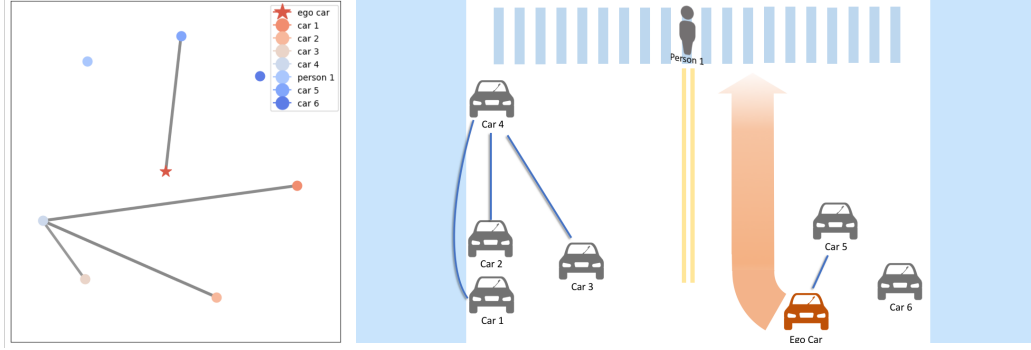 ego car
car 1
car 2
car 3
car 4
person 1
car 5
car 6
Person 1
Car 4
Car 2
Car 3
Car 1
Car 5
Car 6
Ego Car